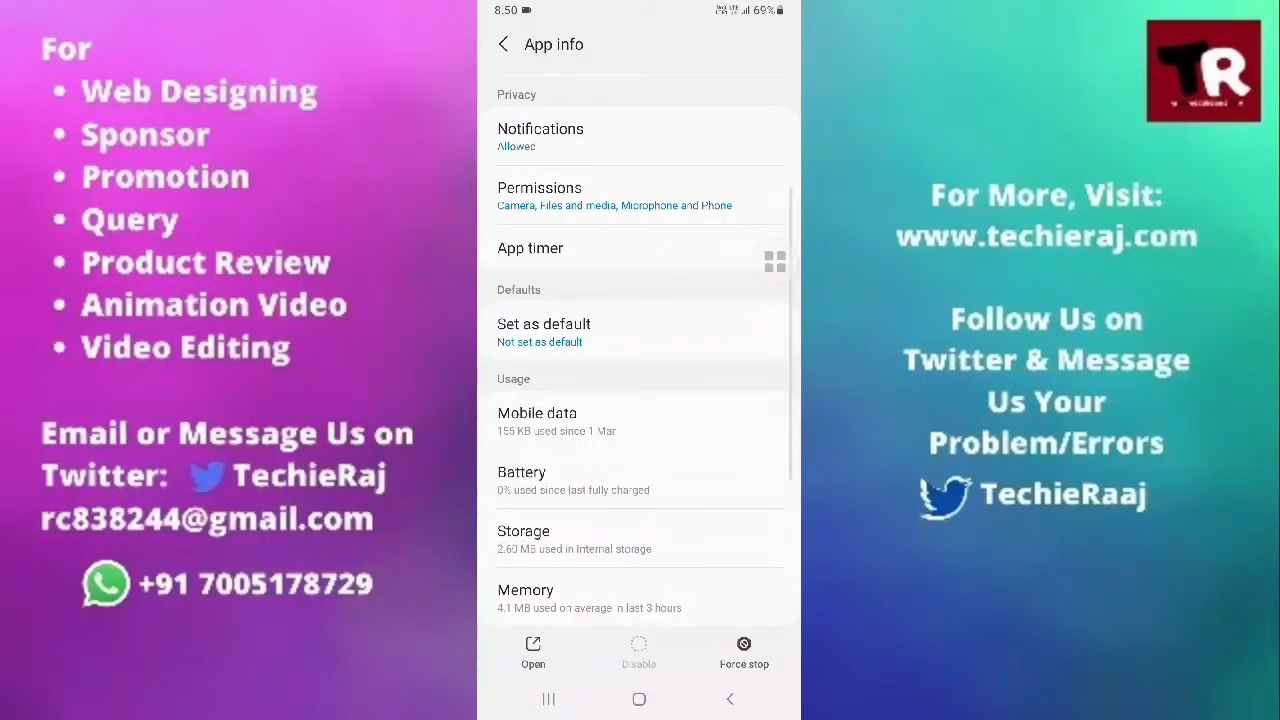 For
• Web Designing
• Sponsor
• Promotion
• Query
• Product Review
• Animation Video
• Video Editing
Email or Message Us on
Twitter: TechieRaj
rc838244@gmail.com
+91 7005178729
8:50
69%
App info
Privacy
Notifications
Allowed
Permissions
Camera, Files and media, Microphone and Phone
App timer
Defaults
Set as default
Not set as default
Usage
Mobile data
155 KB used since 1 Mar
Battery
0% used since last fully charged
Storage
2.60 MB used in Internal storage
Memory
4.1 MB used on average in last 3 hours
Open
Disable
Force stop
TR
For More, Visit:
www.techieraj.com
Follow Us on
Twitter & Message
Us Your
Problem/Errors
TechieRaaj